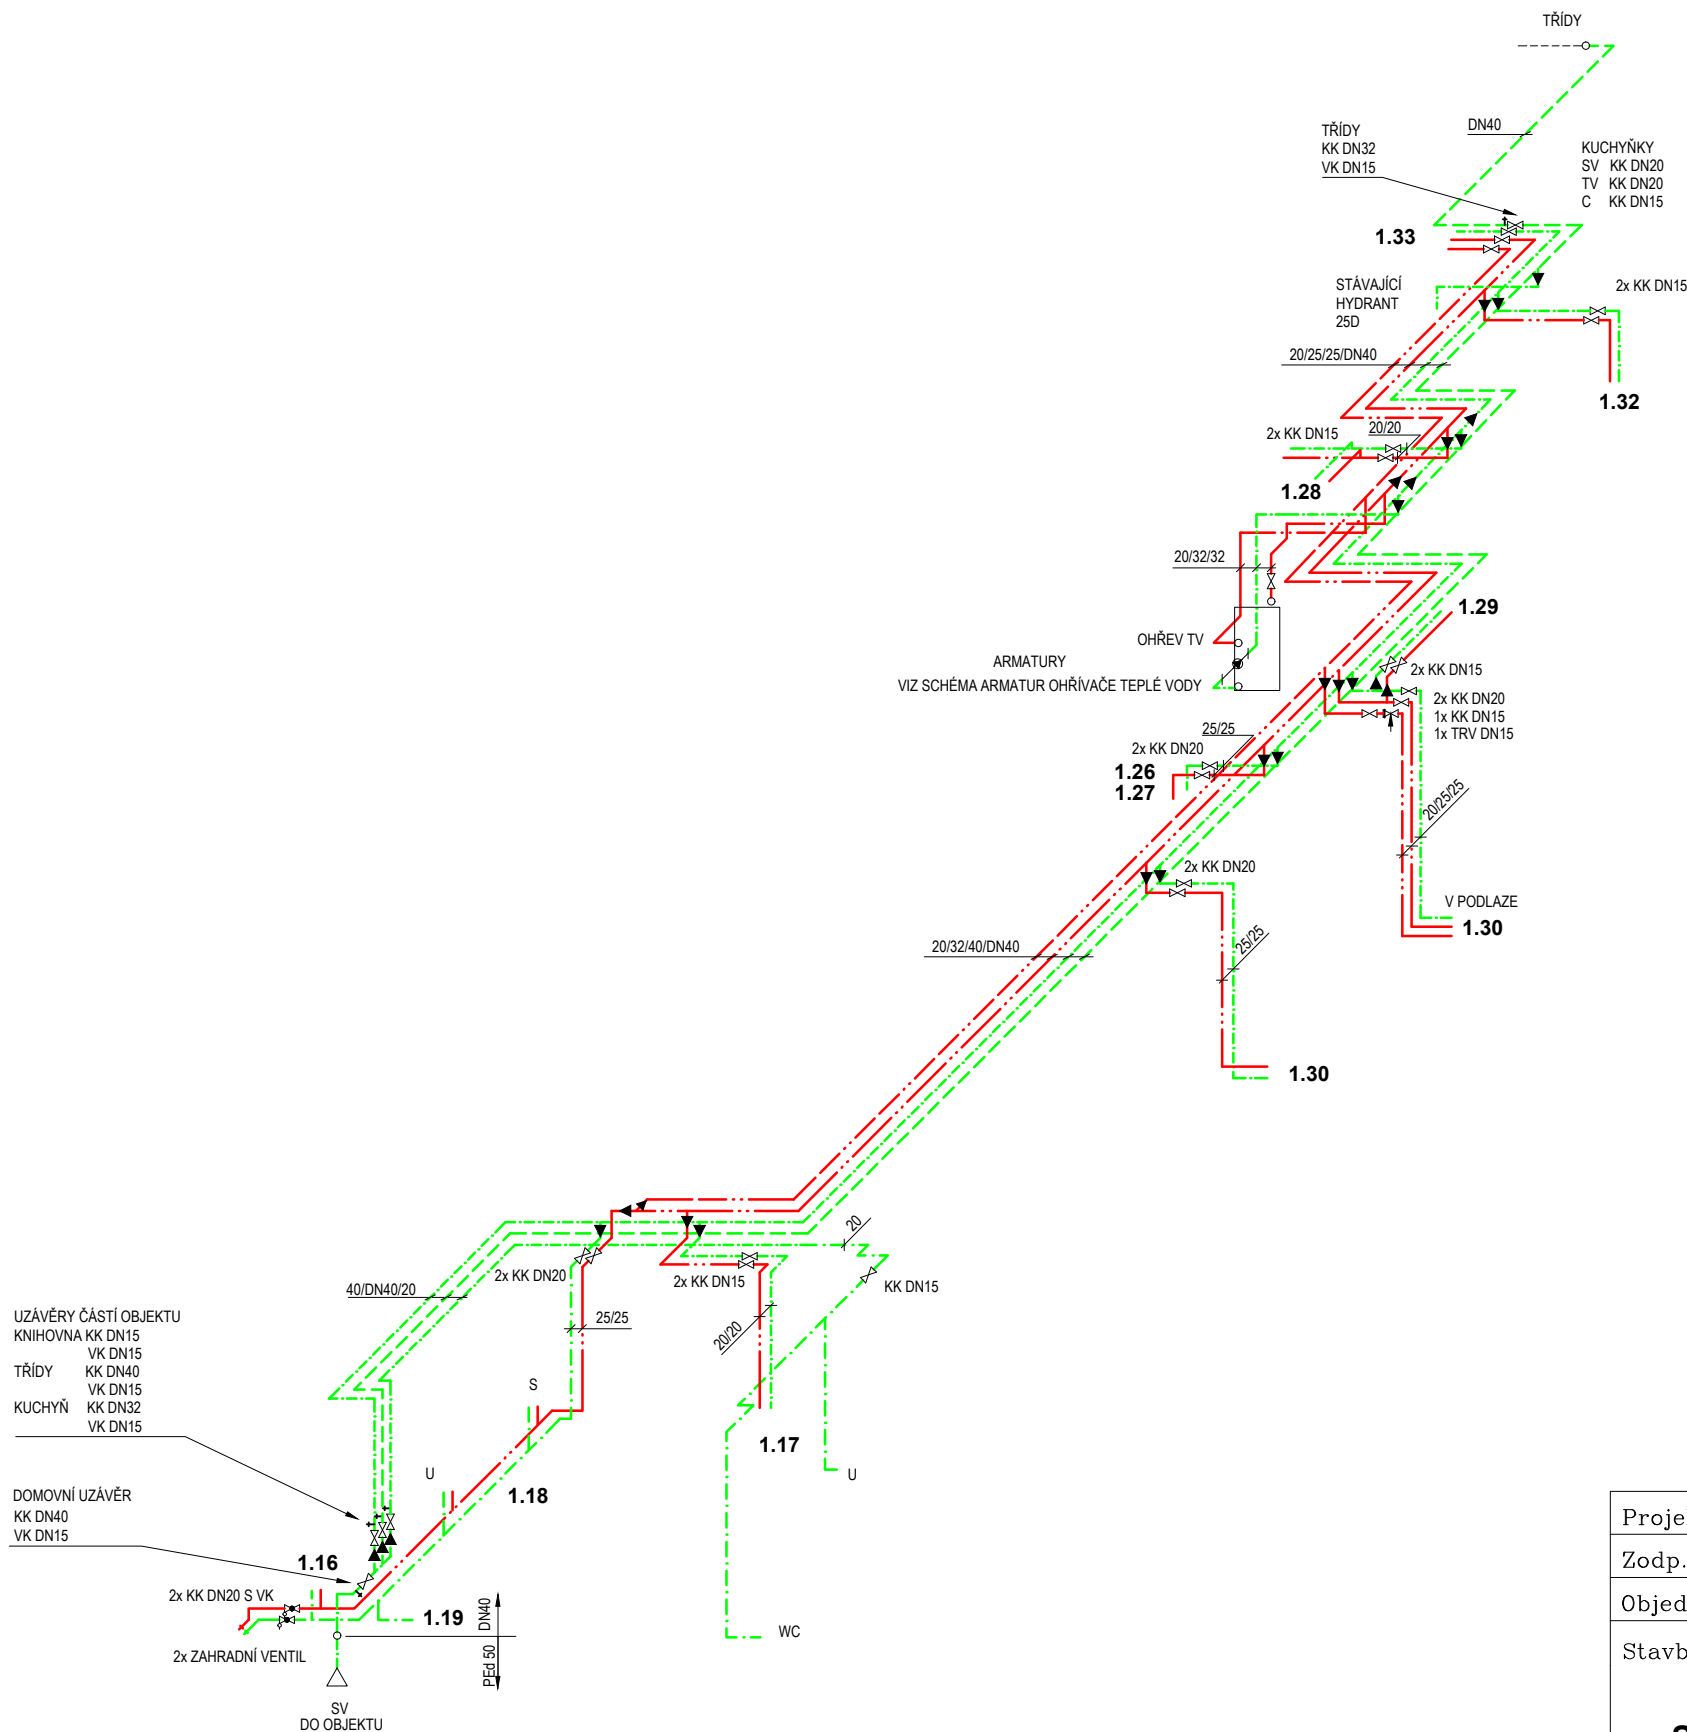 TŘÍDY
DN40
TŘÍDY
KK DN32
VK DN15
KUCHYŇKY
SV KK DN20
TV KK DN20
C KK DN15
1.33
STÁVAJÍCÍ
HYDRANT
25D
2x KK DN15
20/25/25/DN40
1.32
2x KK DN15
20/20
1.28
20/32/32
1.29
OHŘEV TV
ARMATURY
VIZ SCHÉMA ARMATUR OHŘÍVAČE TEPLÉ VODY
2x KK DN15
2x KK DN20
1x KK DN15
1x TRV DN15
25/25
2x KK DN20
1.26
1.27
20/25/25
2x KK DN20
V PODLAZE
1.30
25/25
20/32/40/DN40
1.30
20
2x KK DN20
2x KK DN15
KK DN15
40/DN40/20
25/25
20/20
UZÁVĚRY ČÁSTÍ OBJEKTU
KNIHOVNA KK DN15
VK DN15
TŘÍDY KK DN40
VK DN15
KUCHYŇ KK DN32
VK DN15
S
1.17
U
U
1.18
DOMOVNÍ UZÁVĚR
KK DN40
VK DN15
1.16
2x KK DN20 S VK
1.19
DN40
PEd 50
WC
2x ZAHRADNÍ VENTIL
SV
DO OBJEKTU
Proje
Zodp.
Objed
Stavb